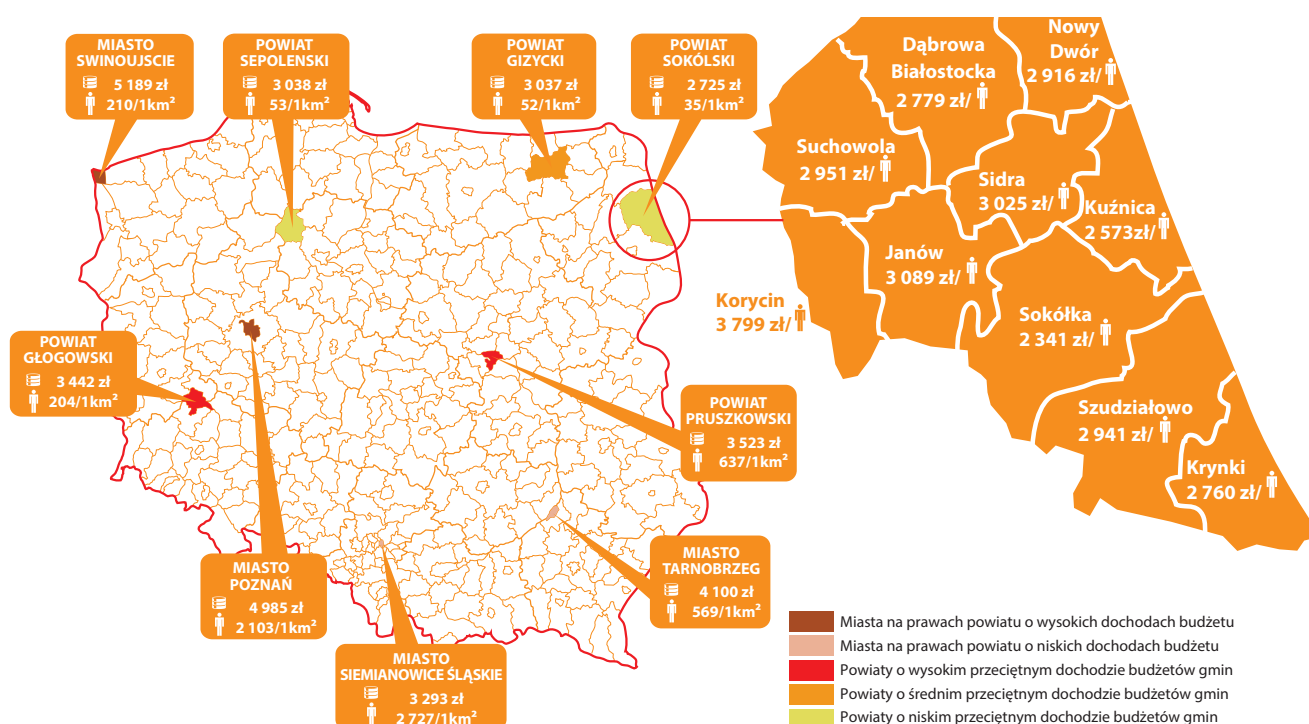 MIASTO
SWINOUJSCIE
5 189 zł
210/1km²
POWIAT
SEPOLENSKI
3 038 zł
53/1km²
POWIAT
GIZYCKI
3 037 zł
52/1km²
POWIAT
SOKÓLSKI
2 725 zł
35/1km²
POWIAT
GŁOGOWSKI
3 442 zł
204/1km²
POWIAT
PRUSZKOWSKI
3 523 zł
637/1km²
MIASTO
POZNAŃ
4 985 zł
2 103/1km²
MIASTO
TARNOBRZEG
4 100 zł
569/1km²
MIASTO
SIEMIANOWICE ŚLĄSKIE
3 293 zł
2 727/1km²
Nowy
Dwór
2 916 zł/
Dąbrowa
Białostocka
2 779 zł/
Suchowola
2 951 zł/
Sidra
3 025 zł/
Kuźnica
2 573zł/
Janów
3 089 zł/
Korycin
3 799 zł/
Sokółka
2 341 zł/
Szudziałowo
2 941 zł/
Krynki
2 760 zł/
Miasta na prawach powiatu o wysokich dochodach budżetu
Miasta na prawach powiatu o niskich dochodach budżetu
Powiaty o wysokim przeciętnym dochodzie budżetów gmin
Powiaty o średnim przeciętnym dochodzie budżetów gmin
Powiaty o niskim przeciętnym dochodzie budżetów gmin